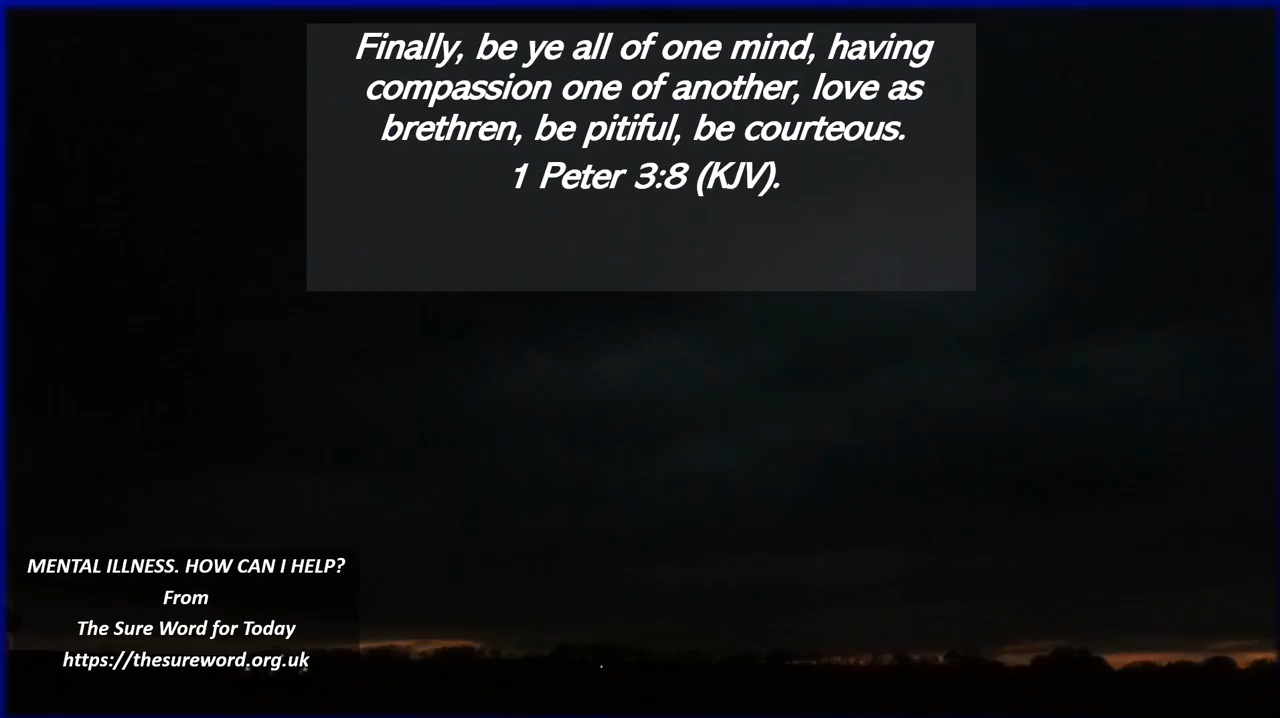 Finally, be ye all of one mind, having
compassion one of another, love as
brethren, be pitiful, be courteous.
1 Peter 3:8 (KJV).
MENTAL ILLNESS. HOW CAN I HELP?
From
The Sure Word for Today
https://thesureword.org.uk